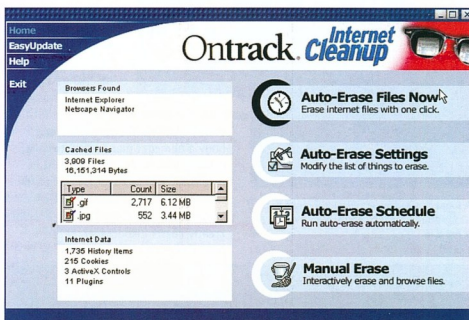 Home
EasyUpdate
Help
Exit
Ontrack. Internet Cleanup
Browsers Found
Internet Explorer
Netscape Navigator
Cached Files
3,909 Files
16,151,314 Bytes
Type Count Size
.gif 2,717 6.12 MB
.jpg 552 3.44 MB
Internet Data
1,735 History Items
215 Cookies
3 ActiveX Controls
11 Plugins
Auto-Erase Files Now
Erase internet files with one click.
Auto-Erase Settings
Modify the list of things to erase.
Auto-Erase Schedule
Run auto-erase automatically.
Manual Erase
Interactively erase and browse files.